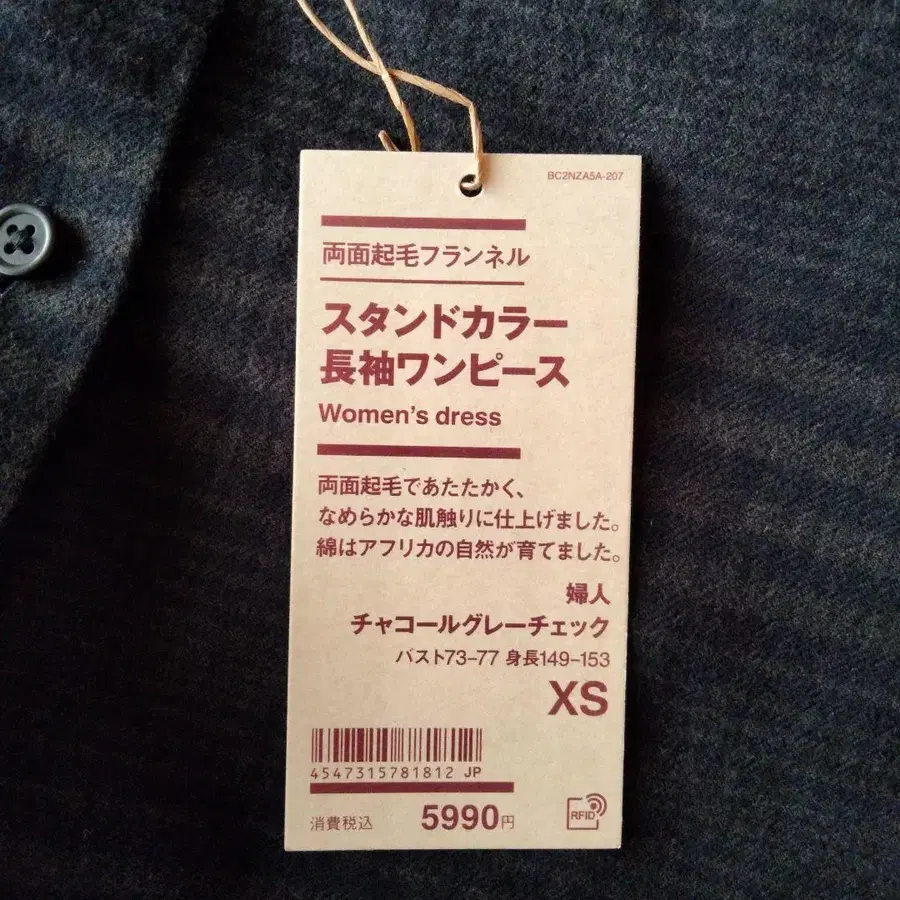 BC2NZA5A-207
両面起毛フランネル
スタンドカラー
長袖ワンピース
Women's dress
両面起毛であたたかく、
なめらかな肌触りに仕上げました。
綿はアフリカの自然が育てました。
婦人
チャコールグレーチェック
バスト73-77 身長149-153
XS
4547315781812 JP
消費税込 5990円
RFID